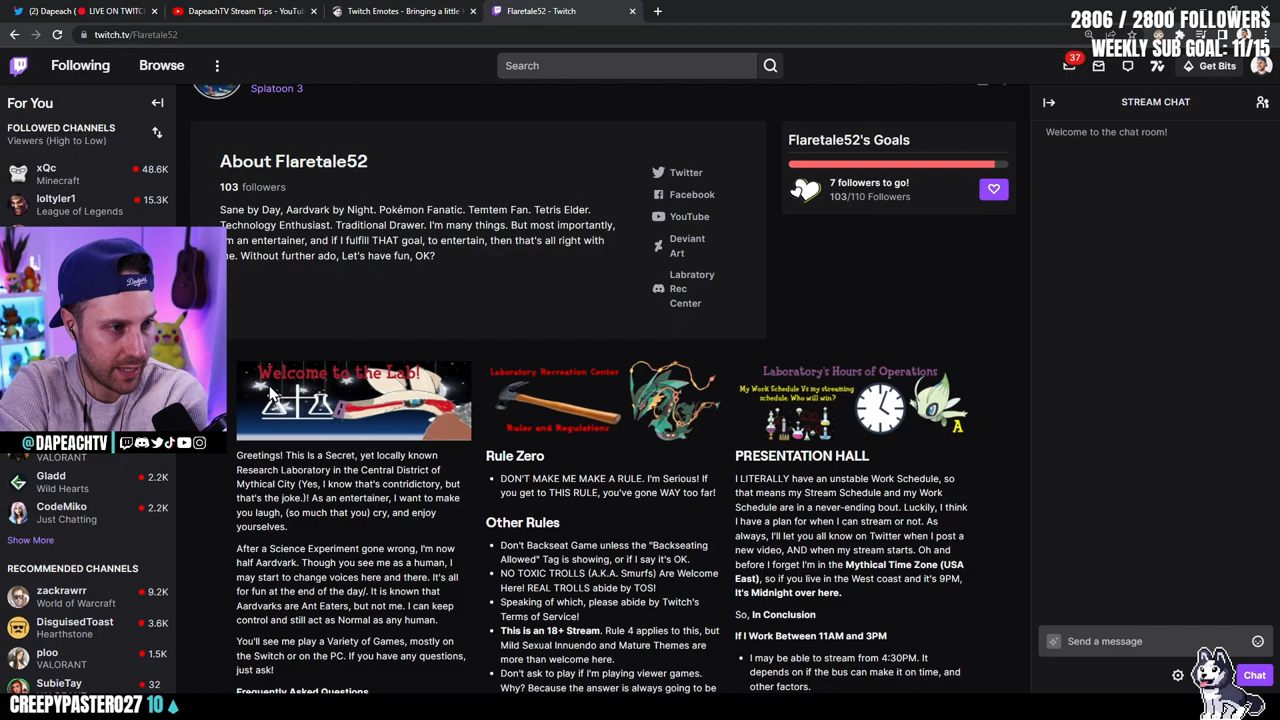 (2) Dapeach ( 🔴 LIVE ON TWITC
DapeachTV Stream Tips - YouTu
Twitch Emotes - Bringing a little
Flaretale52 - Twitch
twitch.tv/Flaretale52
2806 / 2800 FOLLOWERS
WEEKLY SUB GOAL: 11/15
Following
Browse
Search
37
Get Bits
For You
FOLLOWED CHANNELS
Viewers (High to Low)
xQc
48.6K
Minecraft
loltyler1
15.3K
League of Legends
Dapeach
@DAPEACHTV
VALORANT
Gladd
2.2K
Wild Hearts
CodeMiko
2.2K
Just Chatting
Show More
RECOMMENDED CHANNELS
zackrawrr
9.2K
World of Warcraft
DisguisedToast
3.6K
Hearthstone
ploo
1.5K
VALORANT
SubieTay
32
CREEPYPASTER027 10
Splatoon 3
About Flaretale52
103 followers
Sane by Day, Aardvark by Night. Pokémon Fanatic. Temtem Fan. Tetris Elder.
Technology Enthusiast. Traditional Drawer. I'm many things. But most importantly,
m an entertainer, and if I fulfill THAT goal, to entertain, then that's all right with
e. Without further ado, Let's have fun, OK?
Twitter
Facebook
YouTube
Deviant
Art
Labratory
Rec
Center
Flaretale52's Goals
7 followers to go!
103/110 Followers
Welcome to the Lab!
Greetings! This Is a Secret, yet locally known
Research Laboratory in the Central District of
Mythical City (Yes, I know that's contridictory, but
that's the joke.)! As an entertainer, I want to make
you laugh, (so much that you) cry, and enjoy
yourselves.
After a Science Experiment gone wrong, I'm now
half Aardvark. Though you see me as a human, I
may start to change voices here and there. It's all
for fun at the end of the day/. It is known that
Aardvarks are Ant Eaters, but not me. I can keep
control and still act as Normal as any human.
You'll see me play a Variety of Games, mostly on
the Switch or on the PC. If you have any questions,
just ask!
Frequently Asked Questions
Laboratory Recreation Center
Rules and Regulations
Rule Zero
• DON'T MAKE ME MAKE A RULE. I'm Serious! If
you get to THIS RULE, you've gone WAY too far!
Other Rules
• Don't Backseat Game unless the "Backseating
Allowed" Tag is showing, or if I say it's OK.
• NO TOXIC TROLLS (A.K.A. Smurfs) Are Welcome
Here! REAL TROLLS abide by TOS!
• Speaking of which, please abide by Twitch's
Terms of Service!
• This is an 18+ Stream. Rule 4 applies to this, but
Mild Sexual Innuendo and Mature Themes are
more than welcome here.
• Don't ask to play if I'm playing viewer games.
Why? Because the answer is always going to be
Laboratory's Hours of Operations
My Work Schedule Vs my streaming
schedule. Who will win?
A
PRESENTATION HALL
I LITERALLY have an unstable Work Schedule, so
that means my Stream Schedule and my Work
Schedule are in a never-ending bout. Luckily, I think
I have a plan for when I can stream or not. As
always, I'll let you all know on Twitter when I post a
new video, AND when my stream starts. Oh and
before I forget I'm in the Mythical Time Zone (USA
East), so if you live in the West coast and it's 9PM,
It's Midnight over here.
So, In Conclusion
If I Work Between 11AM and 3PM
• I may be able to stream from 4:30PM. It
depends on if the bus can make it on time, and
other factors.
STREAM CHAT
Welcome to the chat room!
Send a message
Chat